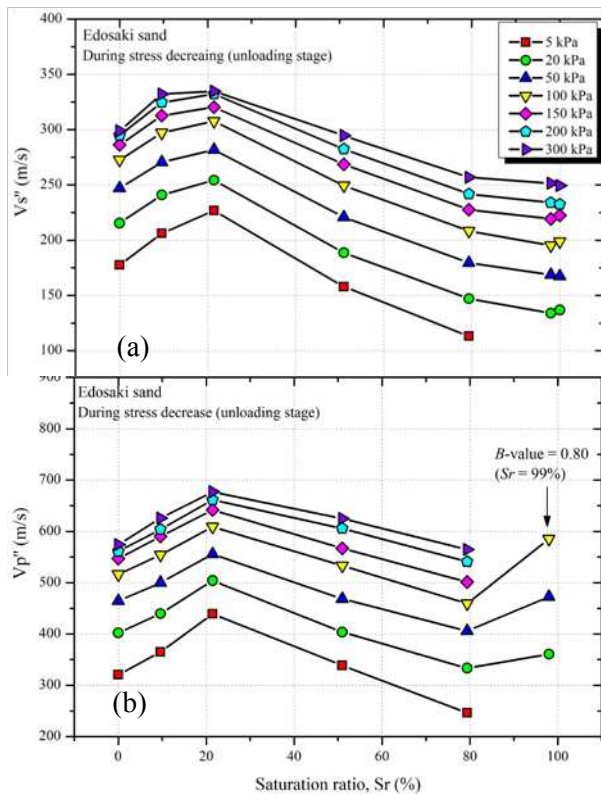 Edosaki sand
During stress decreaing (unloading stage)
5 kPa
20 kPa
50 kPa
100 kPa
150 kPa
200 kPa
300 kPa
400
350
300
250
200
150
100
Vs" (m/s)
(a)
900
800
700
600
500
400
300
200
Vp" (m/s)
Edosaki sand
During stress decrease (unloading stage)
B-value = 0.80
(Sr = 99%)
(b)
0 20 40 60 80 100
Saturation ratio, Sr (%)